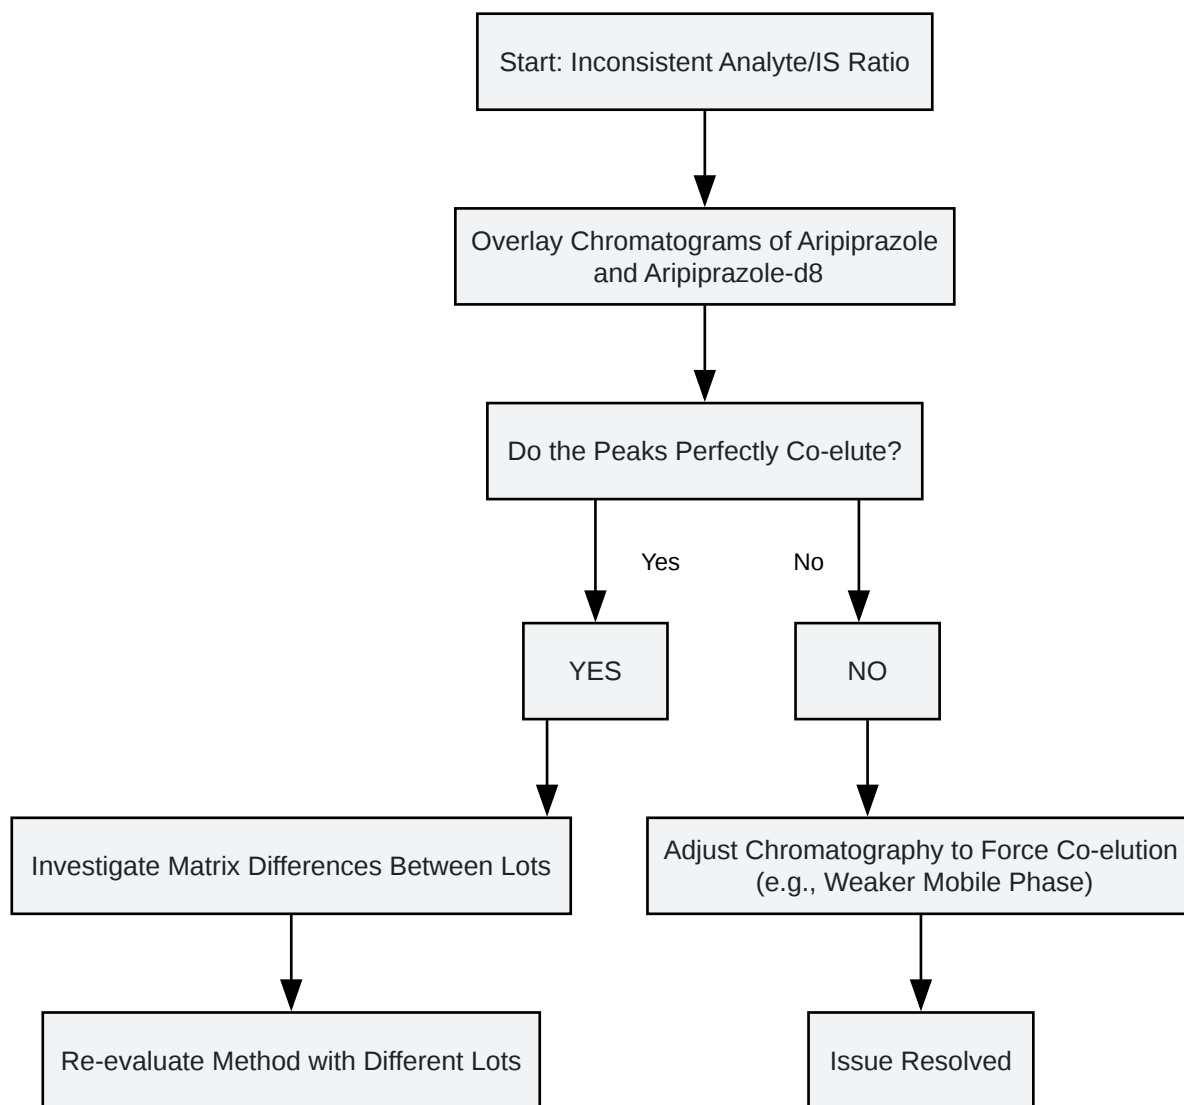 Start: Inconsistent Analyte/IS Ratio
Overlay Chromatograms of Aripiprazole
and Aripiprazole-d8
Do the Peaks Perfectly Co-elute?
Yes
No
YES
NO
Investigate Matrix Differences Between Lots
Adjust Chromatography to Force Co-elution
(e.g., Weaker Mobile Phase)
Re-evaluate Method with Different Lots
Issue Resolved